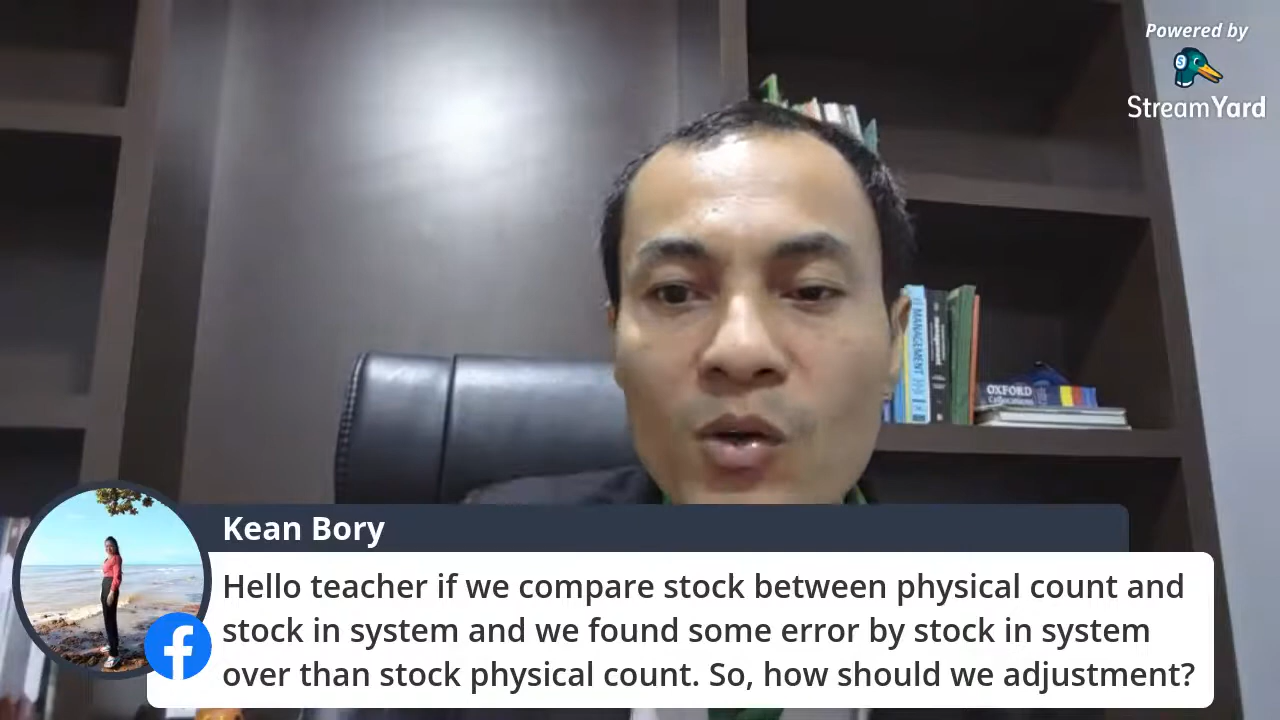 Powered by
StreamYard
MANAGEMENT
OXFORD
Kean Bory
Hello teacher if we compare stock between physical count and
stock in system and we found some error by stock in system
over than stock physical count. So, how should we adjustment?